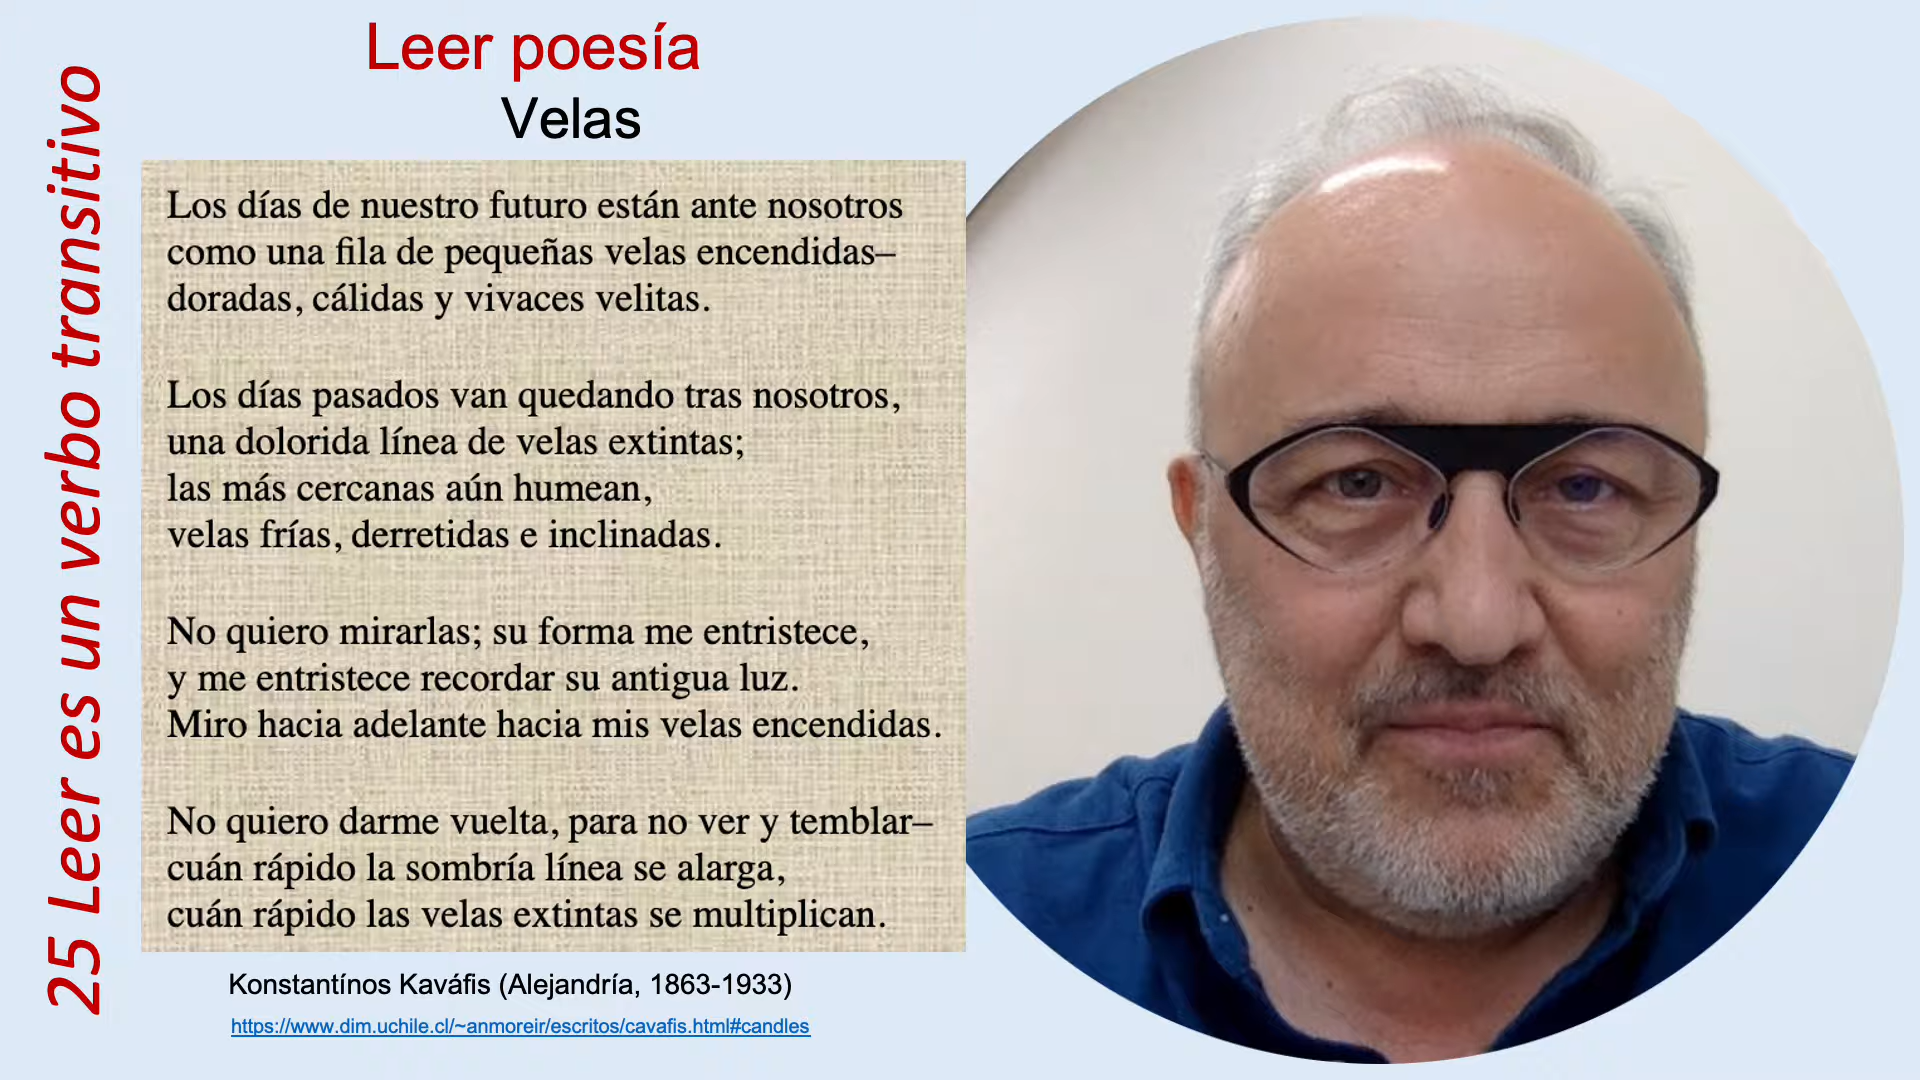 25 Leer es un verbo transitivo
Leer poesía
Velas
Los días de nuestro futuro están ante nosotros
como una fila de pequeñas velas encendidas–
doradas, cálidas y vivaces velitas.
Los días pasados van quedando tras nosotros,
una dolorida línea de velas extintas;
las más cercanas aún humean,
velas frías, derretidas e inclinadas.
No quiero mirarlas; su forma me entristece,
y me entristece recordar su antigua luz.
Miro hacia adelante hacia mis velas encendidas.
No quiero darme vuelta, para no ver y temblar–
cuán rápido la sombría línea se alarga,
cuán rápido las velas extintas se multiplican.
Konstantínos Kaváfis (Alejandría, 1863-1933)
https://www.dim.uchile.cl/~anmoreir/escritos/cavafis.html#candles